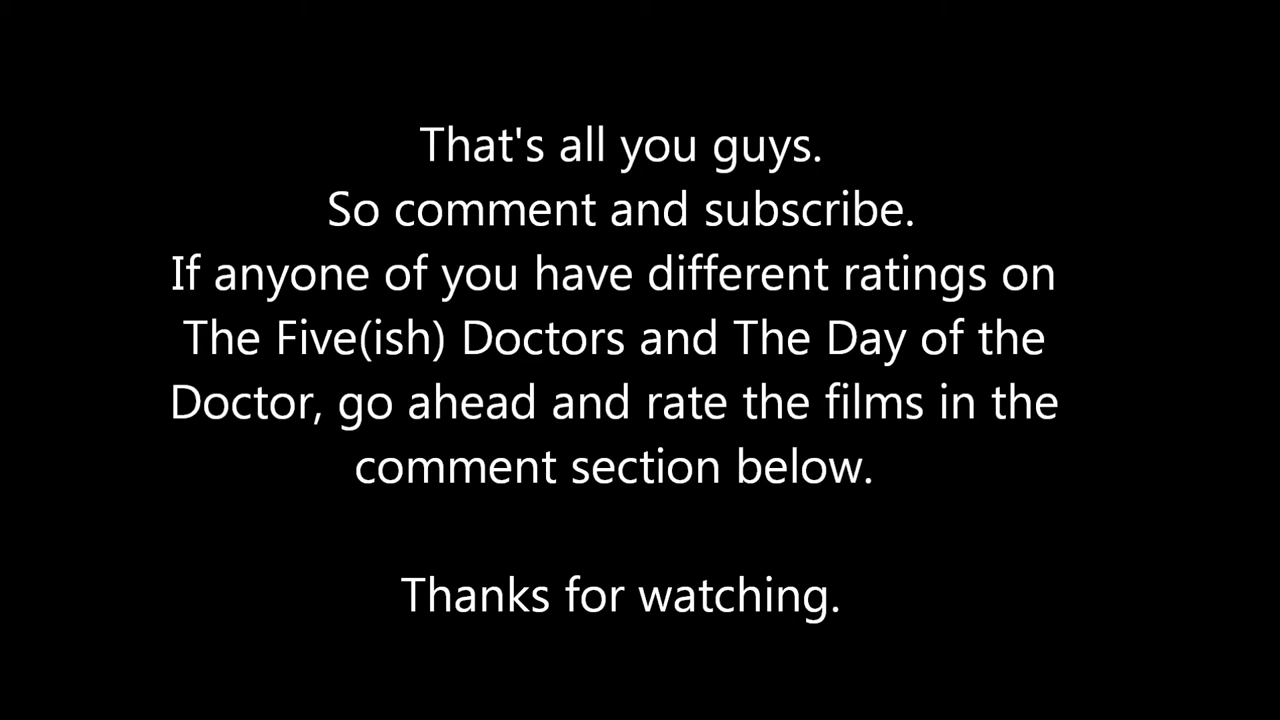 That's all you guys.
So comment and subscribe.
If anyone of you have different ratings on
The Five(ish) Doctors and The Day of the
Doctor, go ahead and rate the films in the
comment section below.
Thanks for watching.